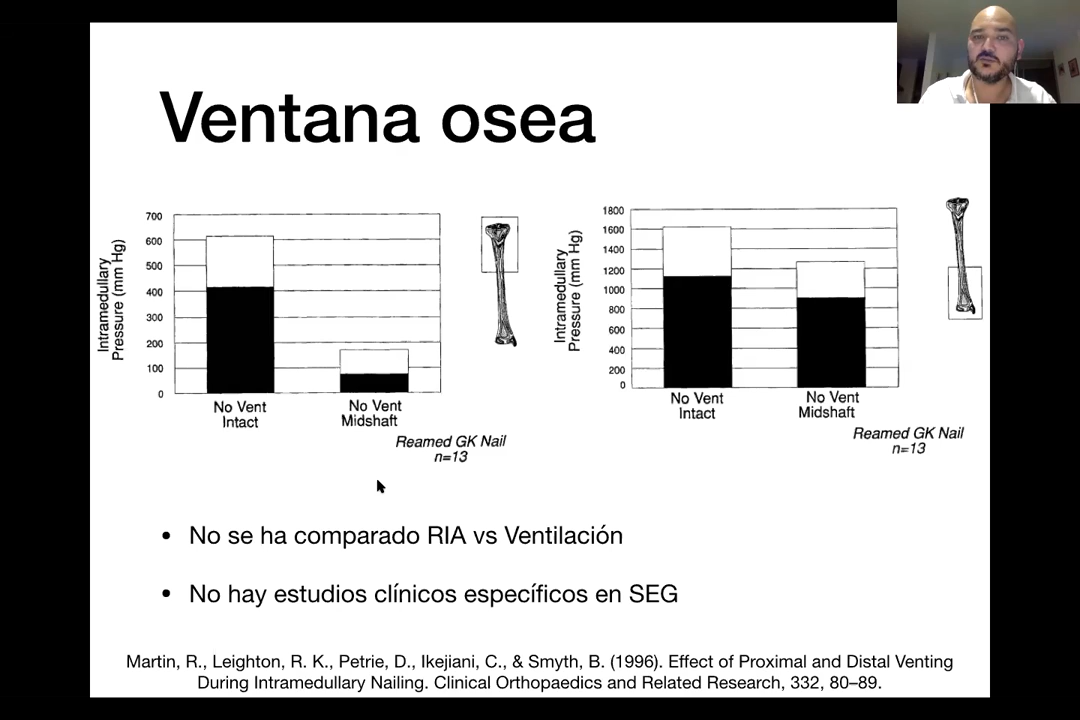 Ventana osea
Intramedullary
Pressure (mm Hg)
700
600
500
400
300
200
100
0
No Vent
Intact
No Vent
Midshaft
Reamed GK Nail
n=13
Intramedullary
Pressure (mm Hg)
1800
1600
1400
1200
1000
800
600
400
200
0
No Vent
Intact
No Vent
Midshaft
Reamed GK Nail
n=13
• No se ha comparado RIA vs Ventilación
• No hay estudios clínicos específicos en SEG
Martin, R., Leighton, R. K., Petrie, D., Ikejiani, C., & Smyth, B. (1996). Effect of Proximal and Distal Venting
During Intramedullary Nailing. Clinical Orthopaedics and Related Research, 332, 80–89.